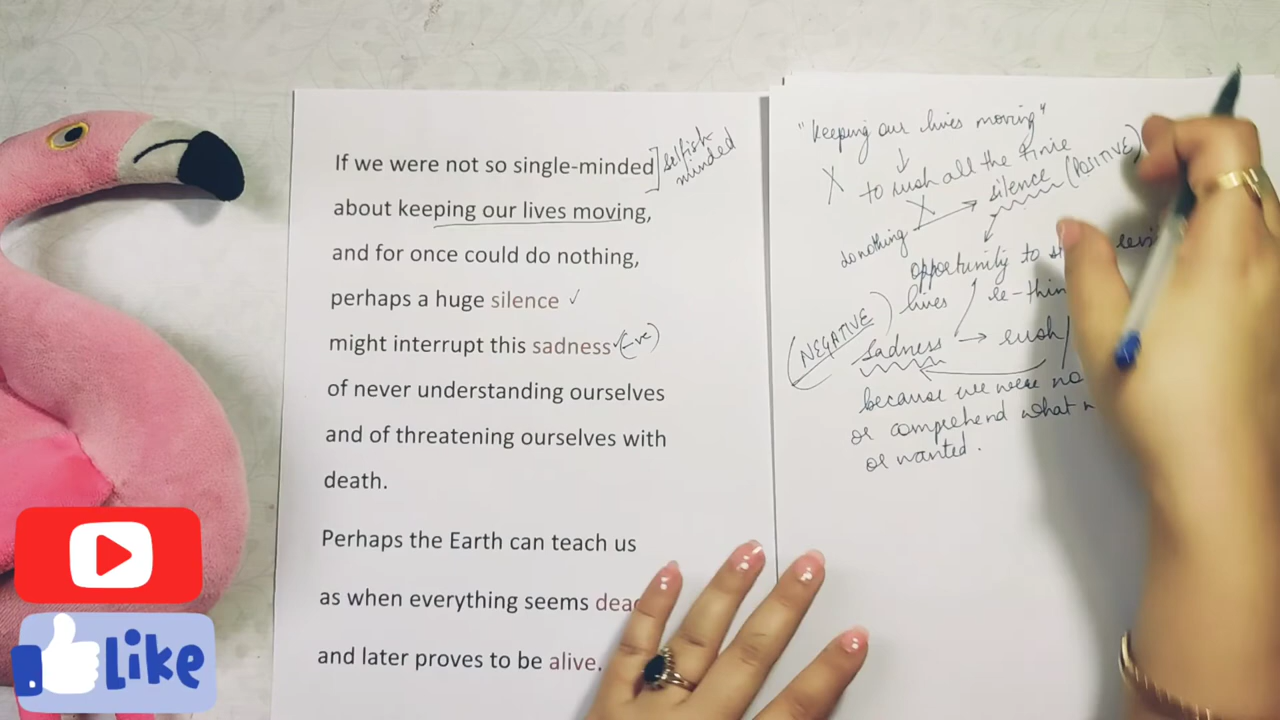 If we were not so single-minded
about keeping our lives moving,
and for once could do nothing,
perhaps a huge silence
might interrupt this sadness (-ve)
of never understanding ourselves
and of threatening ourselves with
death.
Perhaps the Earth can teach us
as when everything seems dead
and later proves to be alive.
selfish
minded
"keeping our lives moving"
X to rush all the time
X silence (POSITIVE)
do nothing
opportunity to
lives re-thin
(NEGATIVE)
Sadness → rush
because we were no
or comprehend what
or wanted.
Like